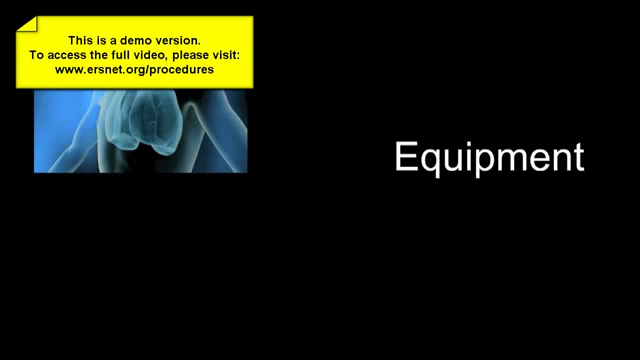 This is a demo version.
To access the full video, please visit:
www.ersnet.org/procedures
Equipment